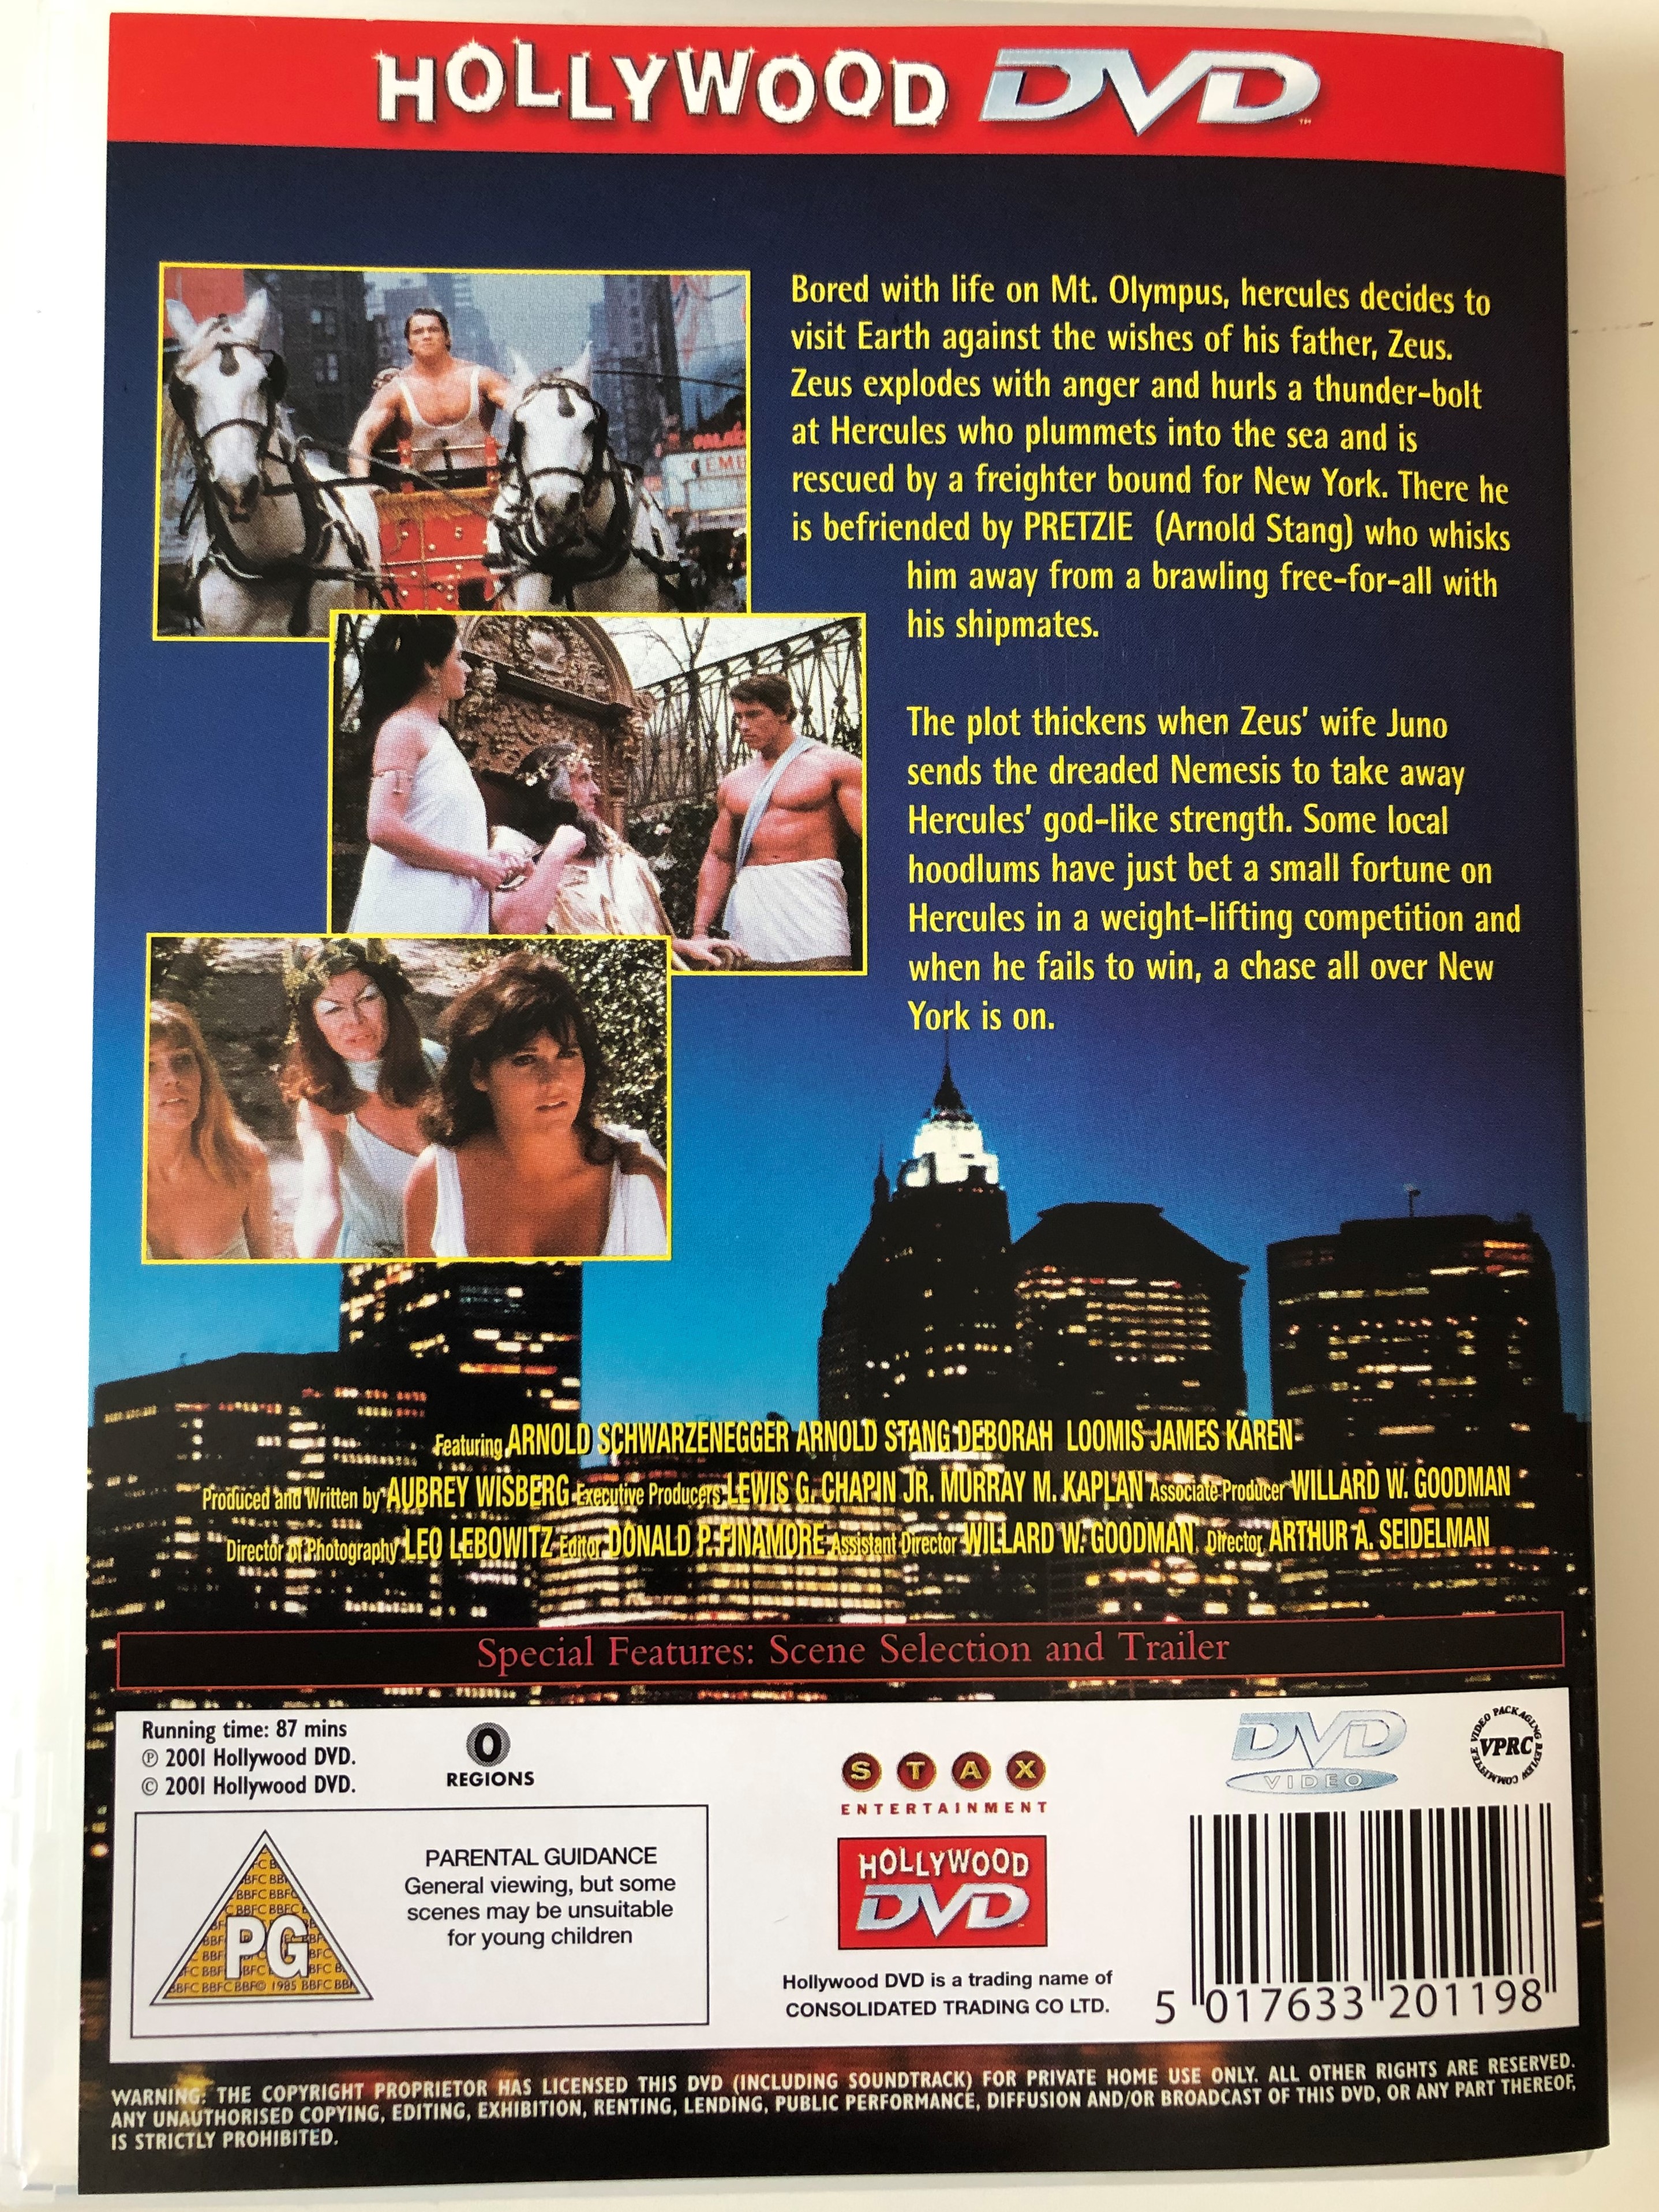 HOLLYWOOD DVD™
Bored with life on Mt. Olympus, hercules decides to
visit Earth against the wishes of his father, Zeus.
Zeus explodes with anger and hurls a thunder-bolt
at Hercules who plummets into the sea and is
rescued by a freighter bound for New York. There he
is befriended by PRETZIE (Arnold Stang) who whisks
him away from a brawling free-for-all with
his shipmates.
The plot thickens when Zeus' wife Juno
sends the dreaded Nemesis to take away
Hercules' god-like strength. Some local
hoodlums have just bet a small fortune on
Hercules in a weight-lifting competition and
when he fails to win, a chase all over New
York is on.
Featuring ARNOLD SCHWARZENEGGER ARNOLD STANG DEBORAH LOOMIS JAMES KAREN
Produced and Written by AUBREY WISBERG Executive Producers LEWIS G. CHAPIN JR. MURRAY M. KAPLAN Associate Producer WILLARD W. GOODMAN
Director of Photography LEO LEBOWITZ Editor DONALD P. FINAMORE Assistant Director WILLARD W. GOODMAN Director ARTHUR A. SEIDELMAN
Special Features: Scene Selection and Trailer
Running time: 87 mins
℗ 2001 Hollywood DVD.
© 2001 Hollywood DVD.
0
REGIONS
PG
BBFC © 1985
PARENTAL GUIDANCE
General viewing, but some
scenes may be unsuitable
for young children
STAX
ENTERTAINMENT
HOLLYWOOD
DVD
Hollywood DVD is a trading name of
CONSOLIDATED TRADING CO LTD.
DVD
VIDEO
VIDEO PACKAGING REVIEW COMMITTEE
VPRC
5 017633 201198
WARNING: THE COPYRIGHT PROPRIETOR HAS LICENSED THIS DVD (INCLUDING SOUNDTRACK) FOR PRIVATE HOME USE ONLY. ALL OTHER RIGHTS ARE RESERVED.
ANY UNAUTHORISED COPYING, EDITING, EXHIBITION, RENTING, LENDING, PUBLIC PERFORMANCE, DIFFUSION AND/OR BROADCAST OF THIS DVD, OR ANY PART THEREOF,
IS STRICTLY PROHIBITED.